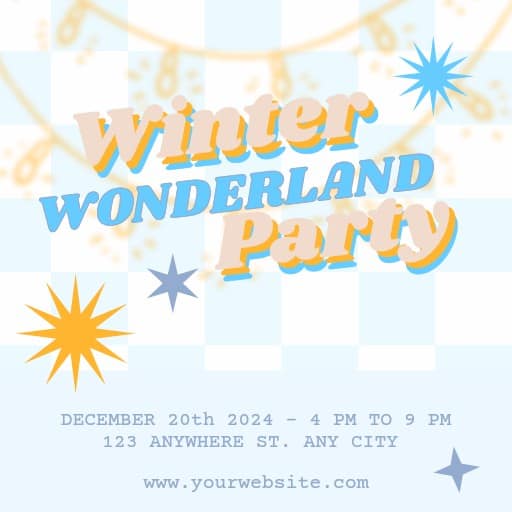 Winter
WONDERLAND
Party
DECEMBER 20th 2024 - 4 PM TO 9 PM
123 ANYWHERE ST. ANY CITY
www.yourwebsite.com